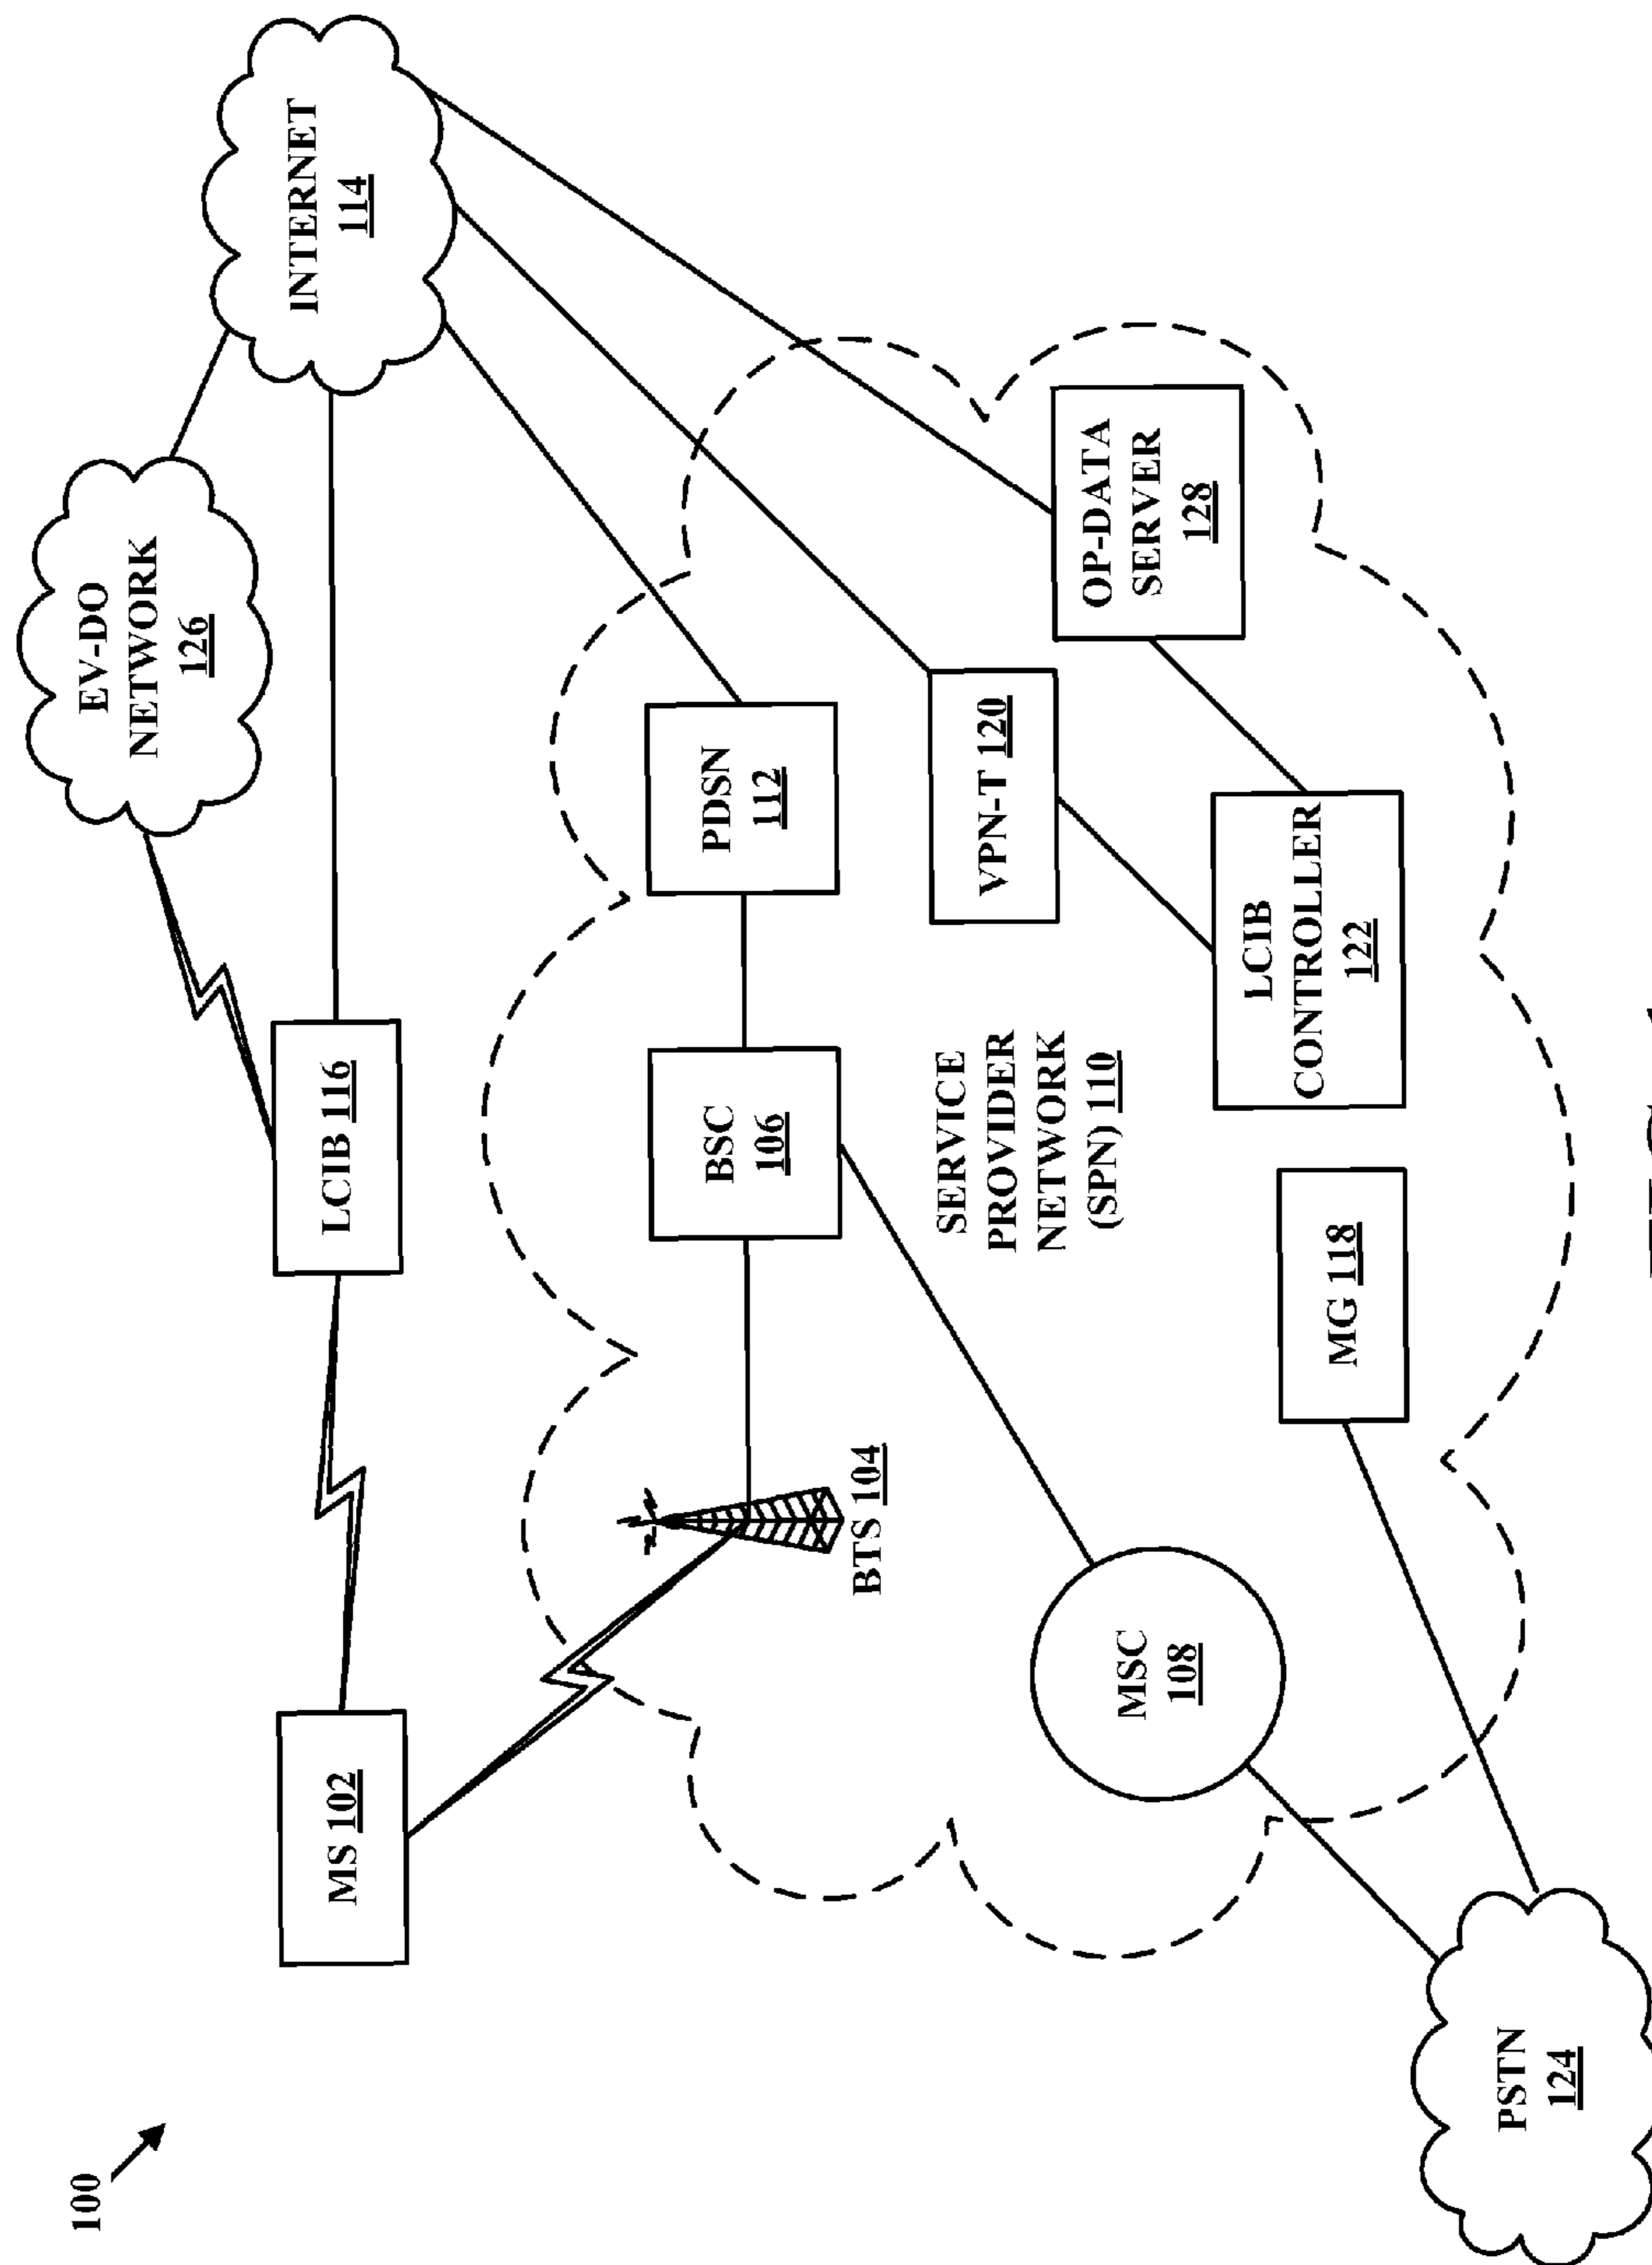 100
EV-DO
NETWORK
126
INTERNET
114
MS 102
LCIB 116
BTS 104
BSC
106
PDSN
112
SERVICE
PROVIDER
NETWORK
(SPN) 110
VPN-T 120
OP-DATA
SERVER
128
MSC
108
MG 118
LCIB
CONTROLLER
122
PSTN
124